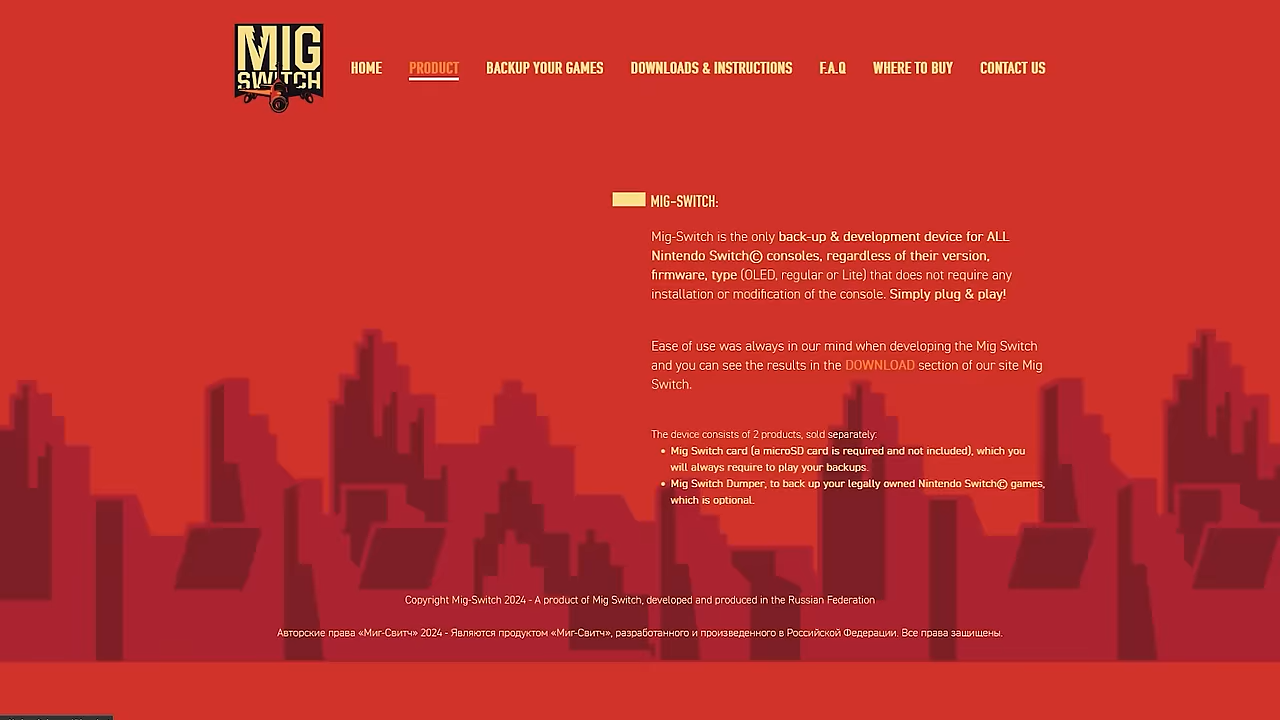 MIG
SWITCH
HOME
PRODUCT
BACKUP YOUR GAMES
DOWNLOADS & INSTRUCTIONS
F.A.Q
WHERE TO BUY
CONTACT US
MIG-SWITCH:
Mig-Switch is the only back-up & development device for ALL
Nintendo Switch© consoles, regardless of their version,
firmware, type (OLED, regular or Lite) that does not require any
installation or modification of the console. Simply plug & play!
Ease of use was always in our mind when developing the Mig Switch
and you can see the results in the DOWNLOAD section of our site Mig
Switch.
The device consists of 2 products, sold separately:
• Mig Switch card (a microSD card is required and not included), which you
will always require to play your backups.
• Mig Switch Dumper, to back up your legally owned Nintendo Switch© games,
which is optional.
Copyright Mig-Switch 2024 - A product of Mig Switch, developed and produced in the Russian Federation
Авторские права «Миг-Свитч» 2024 - Являются продуктом «Миг-Свитч», разработанного и произведенного в Российской Федерации. Все права защищены.